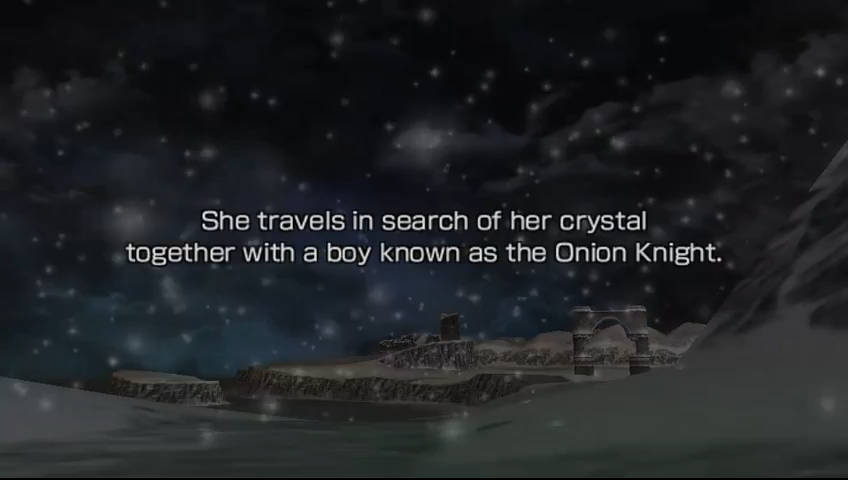 She travels in search of her crystal
together with a boy known as the Onion Knight.